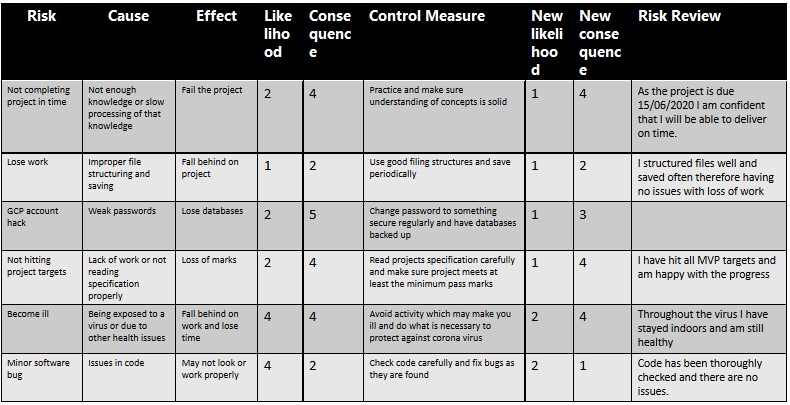 Risk
Cause
Effect
Like
liho
od
Conse
quenc
e
Control Measure
New
likeli
hoo
d
New
conse
quenc
e
Risk Review
Not completing
project in time
Not enough
knowledge or slow
processing of that
knowledge
Fail the project
2
4
Practice and make sure
understanding of concepts is solid
1
4
As the project is due
15/06/2020 I am confident
that I will be able to deliver
on time.
Lose work
Improper file
structuring and
saving
Fall behind on
project
1
2
Use good filing structures and save
periodically
1
2
I structured files well and
saved often therefore having
no issues with loss of work
GCP account
hack
Weak passwords
Lose databases
2
5
Change password to something
secure regularly and have databases
backed up
1
3
Not hitting
project targets
Lack of work or not
reading
specification
properly
Loss of marks
2
4
Read projects specification carefully
and make sure project meets at
least the minimum pass marks
1
4
I have hit all MVP targets and
am happy with the progress
Become ill
Being exposed to a
virus or due to
other health issues
Fall behind on
work and lose
time
4
4
Avoid activity which may make you
ill and do what is necessary to
protect against corona virus
2
4
Throughout the virus I have
stayed indoors and am still
healthy
Minor software
bug
Issues in code
May not look or
work properly
4
2
Check code carefully and fix bugs as
they are found
2
1
Code has been thoroughly
checked and there are no
issues.